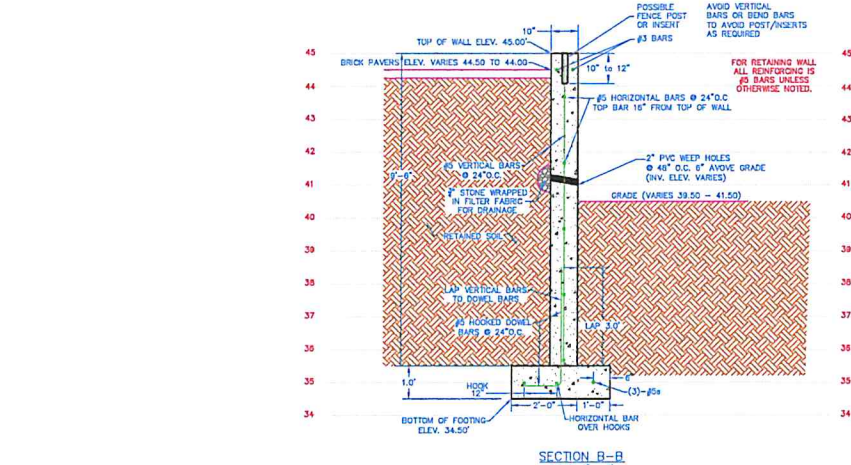 POSSIBLE
FENCE POST
OR INSERT
AVOID VERTICAL
BARS OR BEND BARS
TO AVOID POST/INSERTS
AS REQUIRED
10"
TOP OF WALL ELEV. 45.00'
#3 BARS
45
45
BRICK PAVERS ELEV. VARIES 44.50 TO 44.00
10" to 12"
FOR RETAINING WALL
ALL REINFORCING IS
#5 BARS UNLESS
OTHERWISE NOTED.
44
44
#5 HORIZONTAL BARS @ 24"O.C
TOP BAR 16" FROM TOP OF WALL
43
43
42
42
9'-6"
#5 VERTICAL BARS
@ 24"O.C.
2" PVC WEEP HOLES
@ 48" O.C. 6" AVOVE GRADE
(INV. ELEV. VARIES)
41
41
STONE WRAPPED
IN FILTER FABRIC
FOR DRAINAGE
GRADE (VARIES 39.50 - 41.50)
40
40
RETAINED SOIL
39
39
38
38
LAP VERTICAL BARS
TO DOWEL BARS
37
37
#5 HOOKED DOWEL
BARS @ 24"O.C.
LAP 3.0'
36
36
35
35
1.0'
HOOK
12"
6"
(3)-#5s
34
34
2'-0"
1'-0"
BOTTOM OF FOOTING
ELEV. 34.50'
HORIZONTAL BAR
OVER HOOKS
SECTION B-B